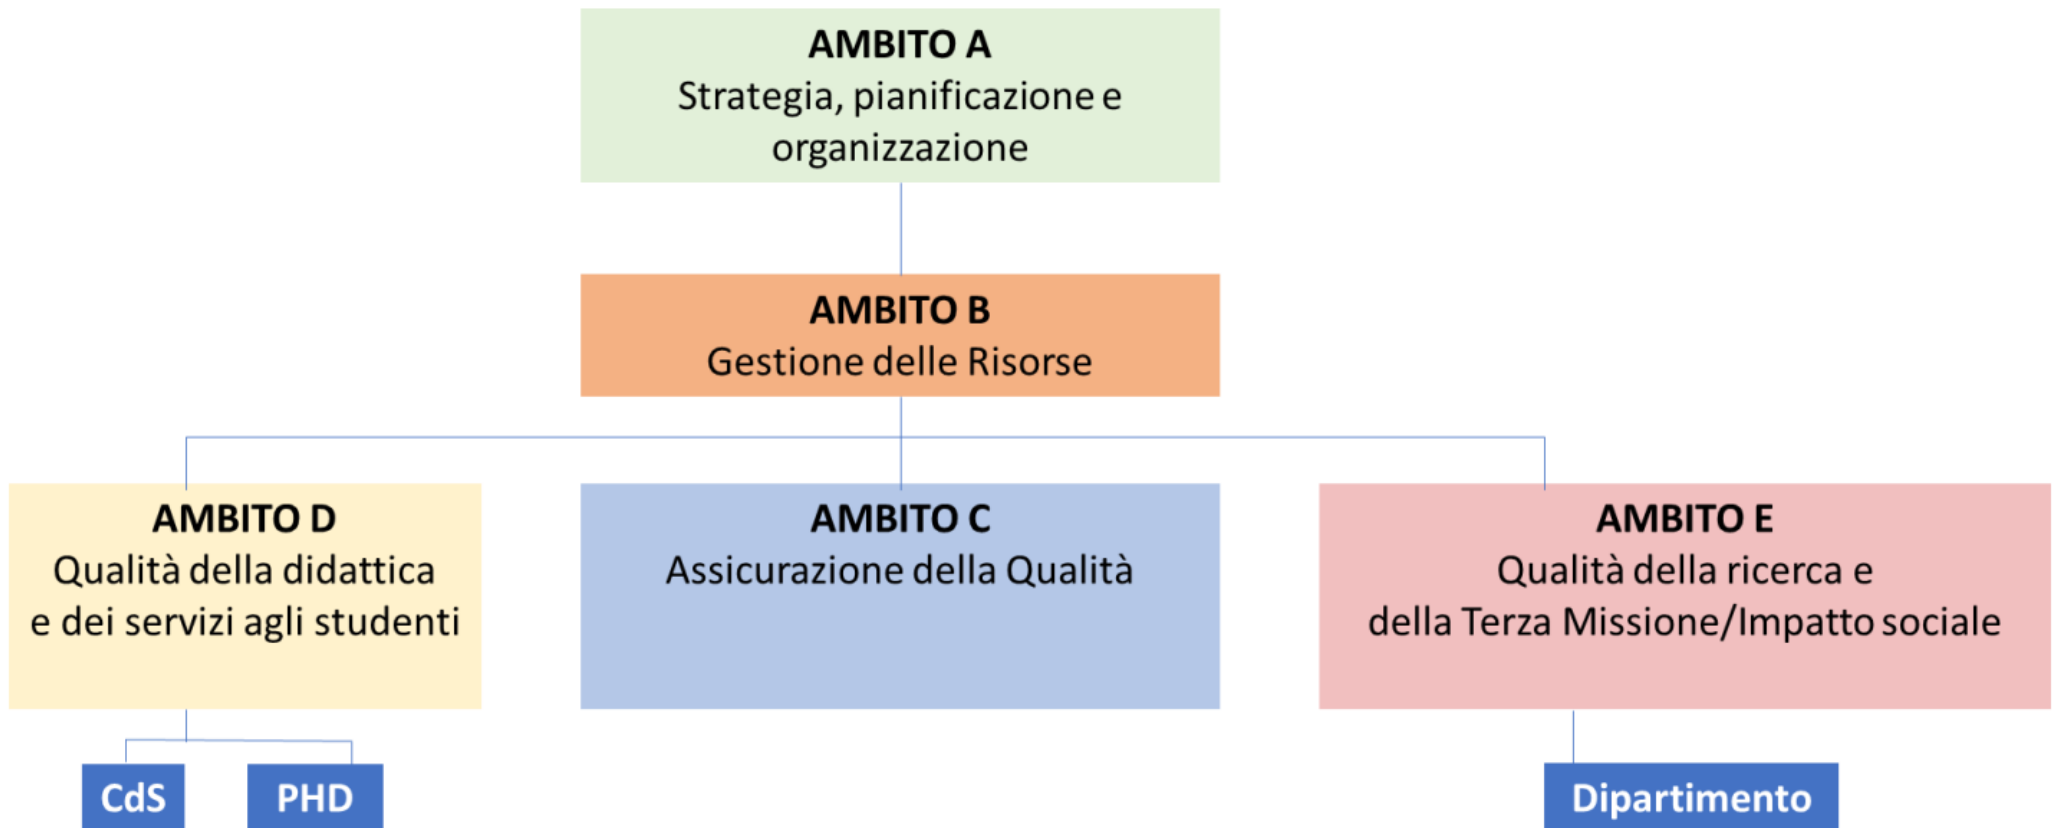 AMBITO A
Strategia, pianificazione e
organizzazione
AMBITO B
Gestione delle Risorse
AMBITO D
Qualità della didattica
e dei servizi agli studenti
AMBITO C
Assicurazione della Qualità
AMBITO E
Qualità della ricerca e
della Terza Missione/Impatto sociale
CdS
PHD
Dipartimento